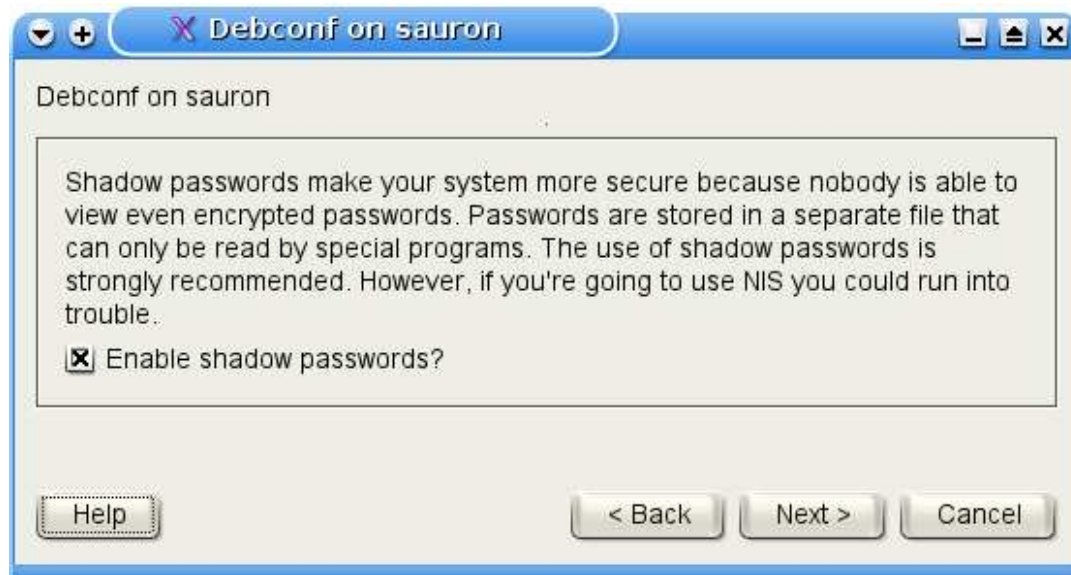 Debconf on sauron
Debconf on sauron
Shadow passwords make your system more secure because nobody is able to
view even encrypted passwords. Passwords are stored in a separate file that
can only be read by special programs. The use of shadow passwords is
strongly recommended. However, if you're going to use NIS you could run into
trouble.
Enable shadow passwords?
Help
< Back
Next >
Cancel